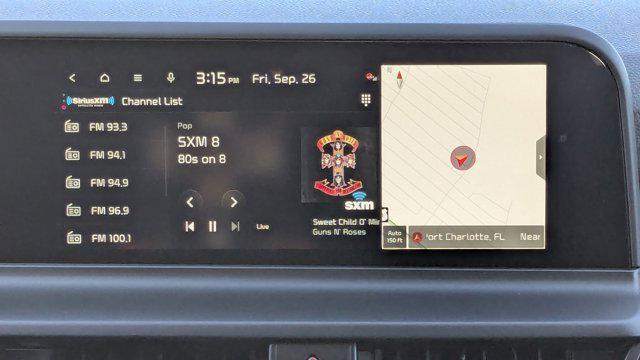 3:15 PM Fri, Sep. 26
SiriusXM Channel List
FM 93.3
FM 94.1
FM 94.9
FM 96.9
FM 100.1
Pop
SXM 8
80s on 8
Live
sxm
Sweet Child O' Mi
Guns N' Roses
N
Auto
150 ft
ort Charlotte, FL Near